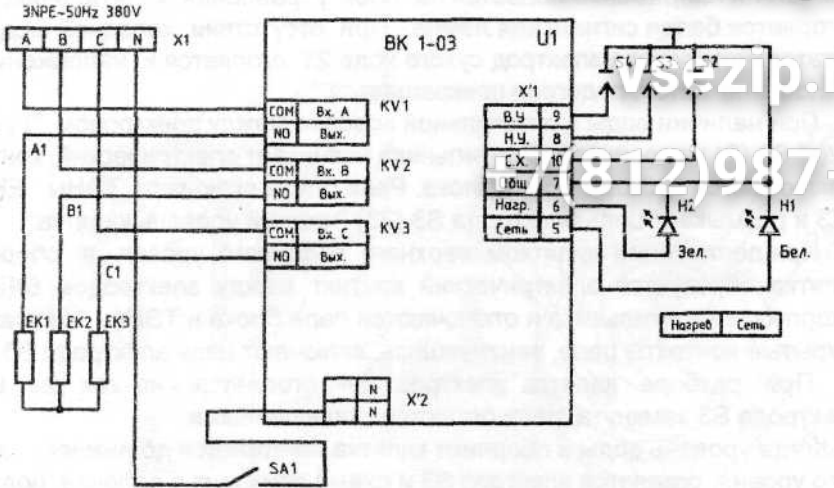 3NPE~50Hz 380V
A B C N X1
ВК 1-03
U1
COM Вх. А KV1
NO Вых.
COM Вх. В KV2
NO Вых.
COM Вх. С KV3
NO Вых.
X'1
В.У. 9
Н.У. 8
С.Х. 10
Общ. 7
Нагр. 6
Сеть 5
S2
vsezip.ru
+7(812)987-
A1
B1
C1
EK1 EK2 EK3
H2 H1
Зел. Бел.
Нагрев Сеть
N X'2
N
SA1